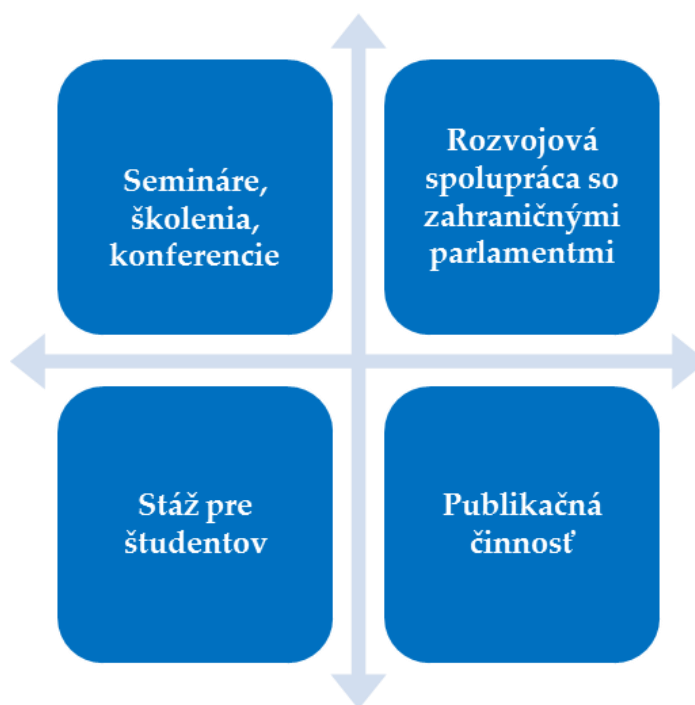 Semináre,
školenia,
konferencie
Rozvojová
spolupráca so
zahraničnými
parlamentmi
Stáž pre
študentov
Publikačná
činnosť